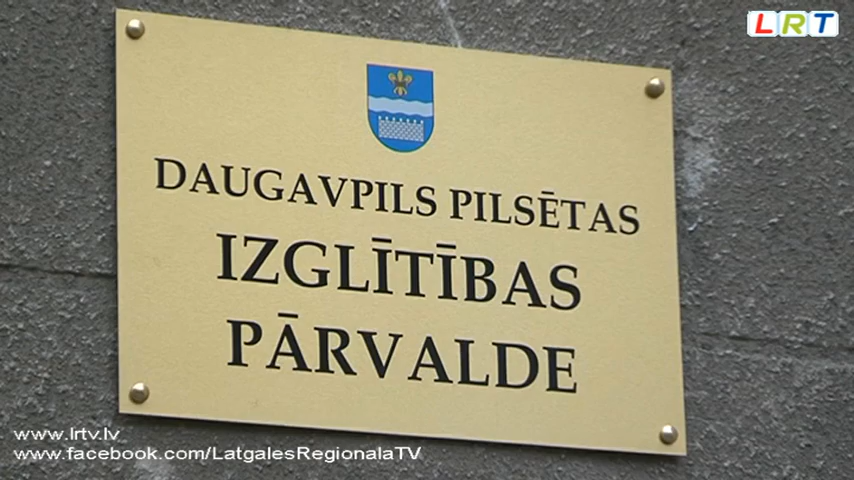 LRT
DAUGAVPILS PILSĒTAS
IZGLĪTĪBAS
PĀRVALDE
www.lrtv.lv
www.facebook.com/LatgalesRegionalaTV